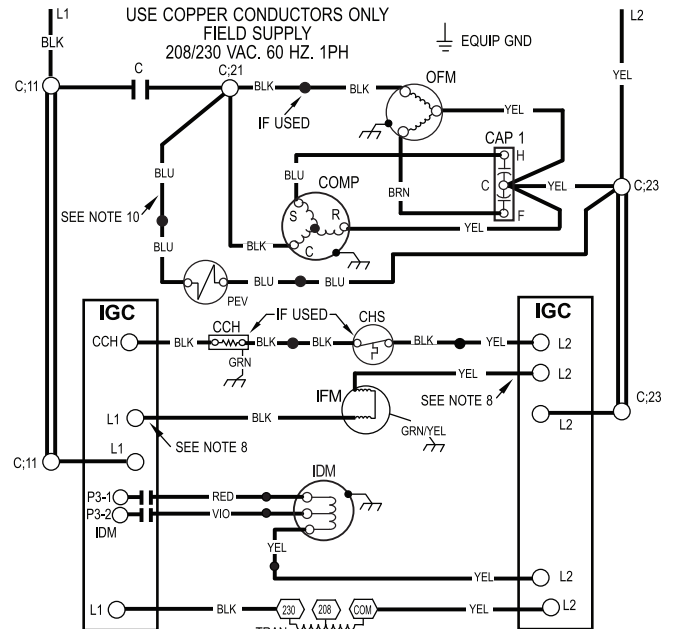 L1
USE COPPER CONDUCTORS ONLY
FIELD SUPPLY
208/230 VAC. 60 HZ. 1PH
L2
BLK
EQUIP GND
YEL
C;11
C
C;21
BLK
BLK
OFM
IF USED
YEL
CAP 1
H
BLU
BLU
COMP
BRN
C
YEL
C;23
SEE NOTE 10
S
R
F
BLU
BLK
C
YEL
BLU
BLU
PEV
IGC
IGC
IF USED
CHS
CCH
CCH
BLK
BLK
BLK
BLK
YEL
L2
GRN
YEL
L2
IFM
SEE NOTE 8
C;23
L1
BLK
GRN/YEL
L2
SEE NOTE 8
L1
C;11
IDM
P3-1
RED
P3-2
VIO
IDM
YEL
YEL
L2
L1
BLK
230
208
COM
YEL
L2